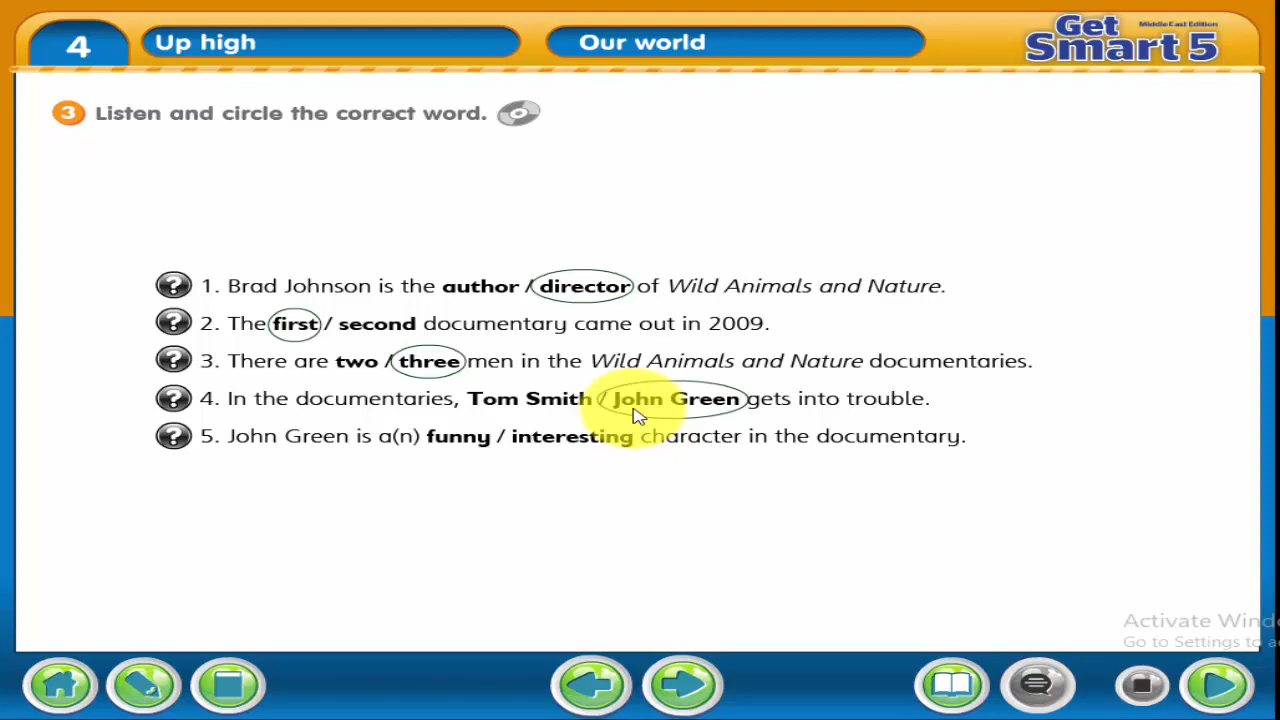 4 Up high Our world Get Smart 5 Middle East Edition
3 Listen and circle the correct word.
? 1. Brad Johnson is the author / director of Wild Animals and Nature.
? 2. The first / second documentary came out in 2009.
? 3. There are two / three men in the Wild Animals and Nature documentaries.
? 4. In the documentaries, Tom Smith / John Green gets into trouble.
? 5. John Green is a(n) funny / interesting character in the documentary.
Activate Windo
Go to Settings to a